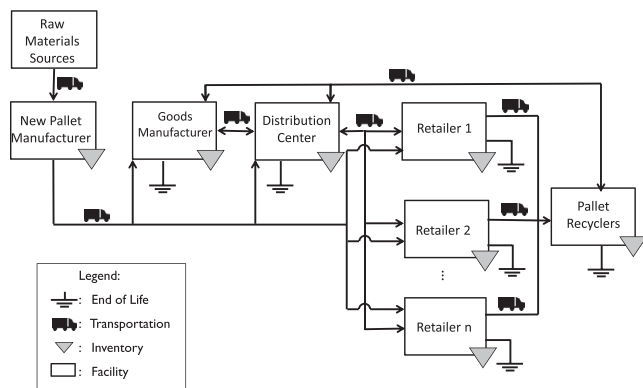 Raw
Materials
Sources
New Pallet
Manufacturer
Goods
Manufacturer
Distribution
Center
Retailer 1
Retailer 2
...
Retailer n
Pallet
Recyclers
Legend:
: End of Life
: Transportation
: Inventory
: Facility